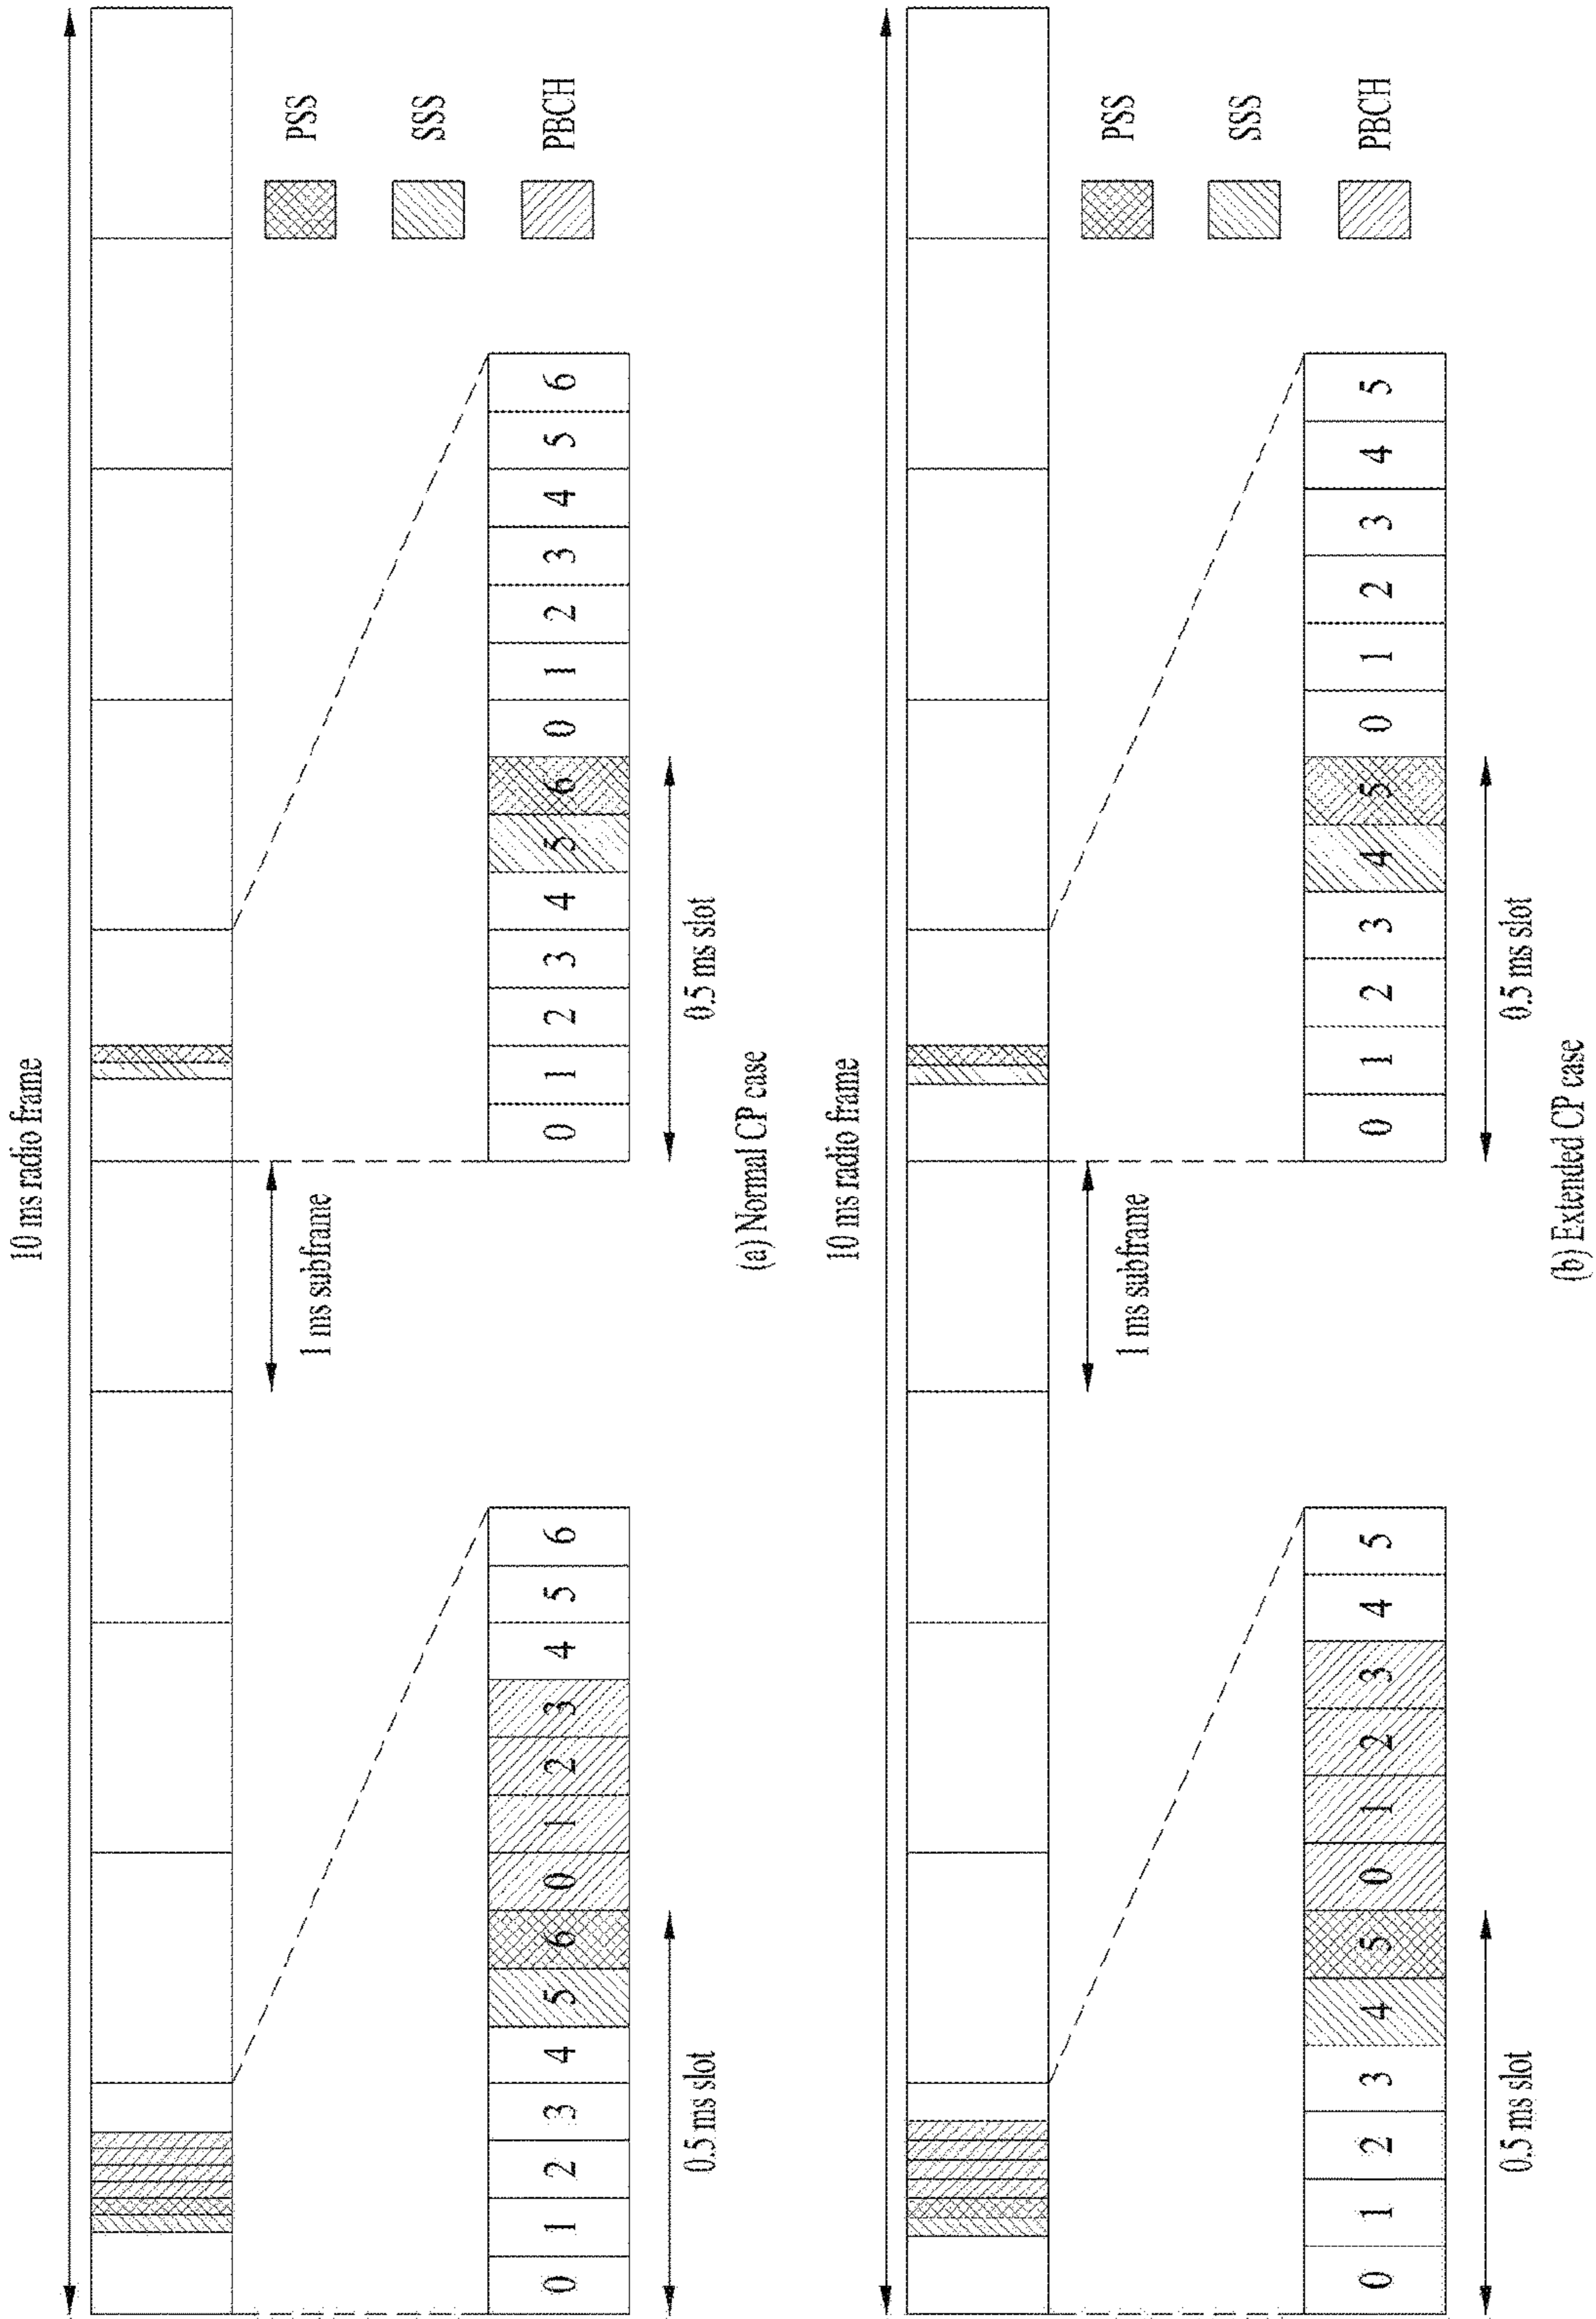 10 ms radio frame
PSS
SSS
PBCH
1 ms subframe
0 1 2 3 4 5 6 0 1 2 3 4 5 6
0 1 2 3 4 5 6 0 1 2 3 4 5 6
0.5 ms slot
0.5 ms slot
(a) Normal CP case
10 ms radio frame
PSS
SSS
PBCH
1 ms subframe
0 1 2 3 4 5 0 1 2 3 4 5
0 1 2 3 4 5 0 1 2 3 4 5
0.5 ms slot
0.5 ms slot
(b) Extended CP case